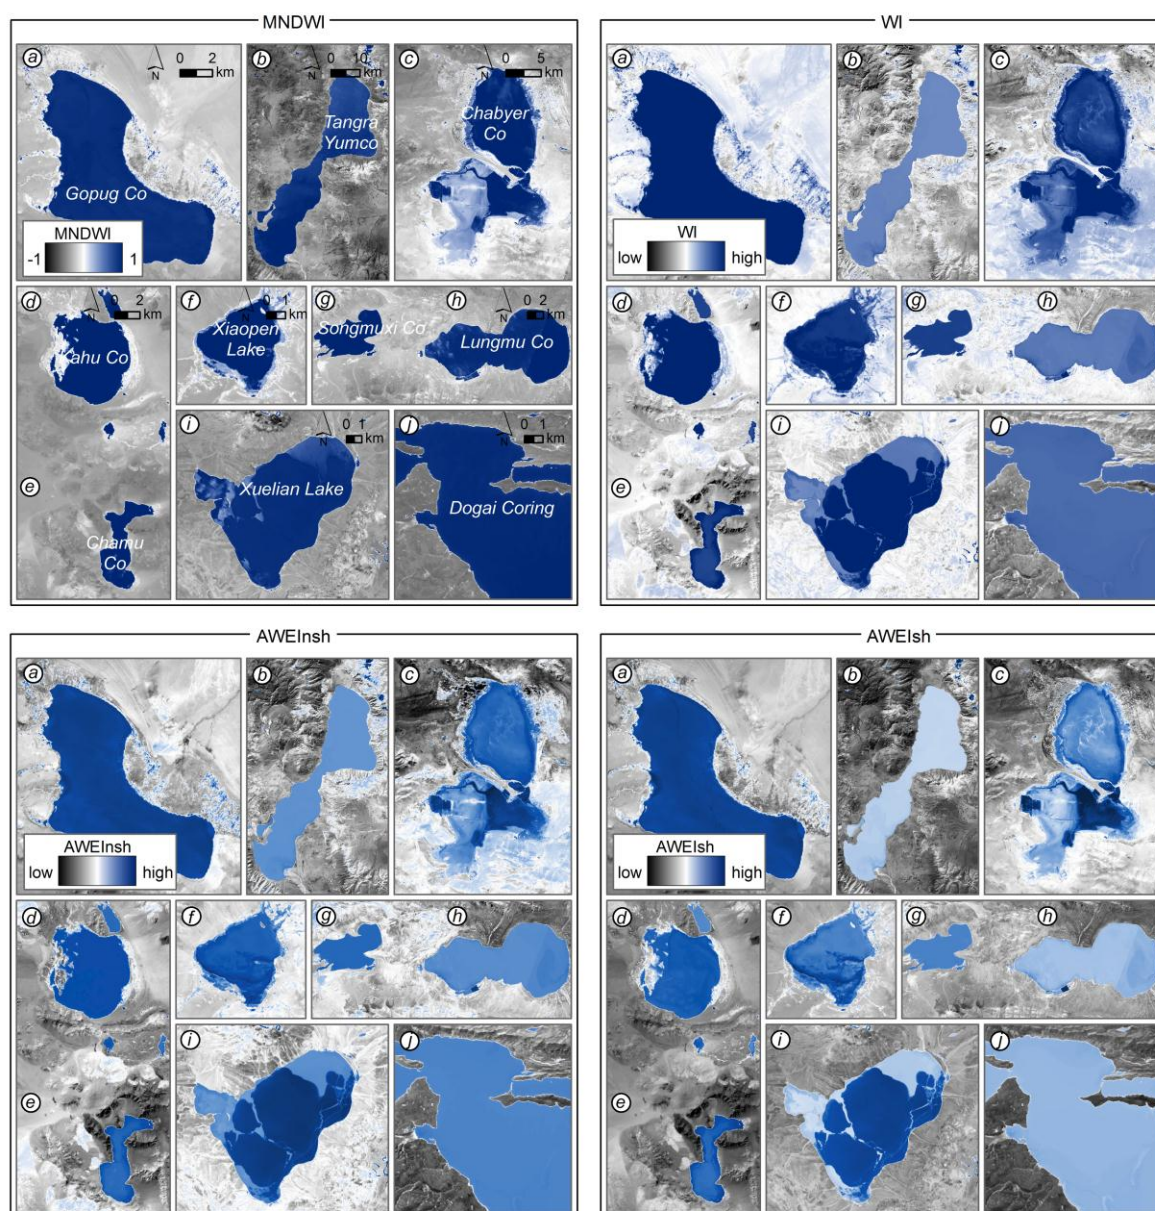 MNDWI
a
N
0 2
km
b
N
0 10
km
c
N
0 5
km
Gopug Co
Tangra
Yumco
Chabyer
Co
MNDWI
-1
1
d
N
0 2
km
f
N
0 1
km
g
h
N
0 2
km
Kahu Co
Xiaopen
Lake
Songmuxi Co
Lungmu Co
e
Chamu
Co
i
N
0 1
km
j
N
0 1
km
Xuelian Lake
Dogai Coring
WI
a
b
c
WI
low
high
d
f
g
h
e
i
j
AWEInsh
a
b
c
AWEInsh
low
high
d
f
g
h
e
i
j
AWEIsh
a
b
c
AWEIsh
low
high
d
f
g
h
e
i
j